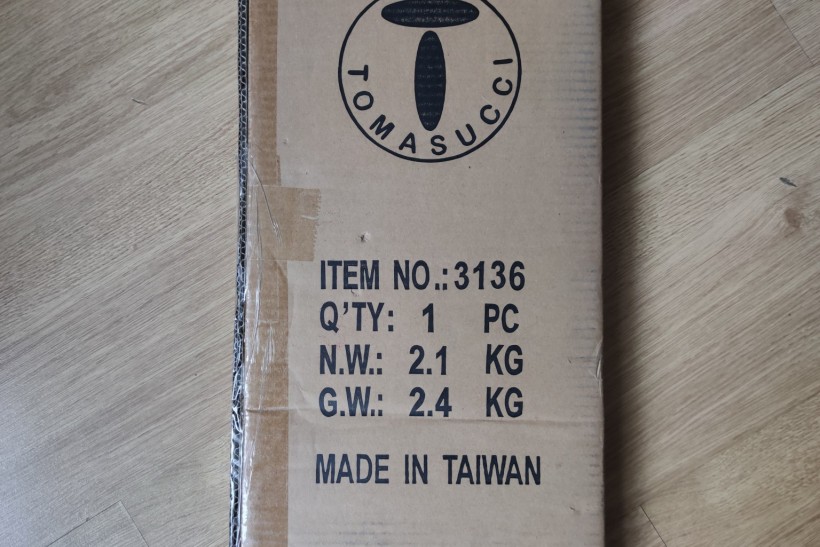 TOMASUCCI
ITEM NO.:3136
Q'TY: 1 PC
N.W.: 2.1 KG
G.W.: 2.4 KG
MADE IN TAIWAN